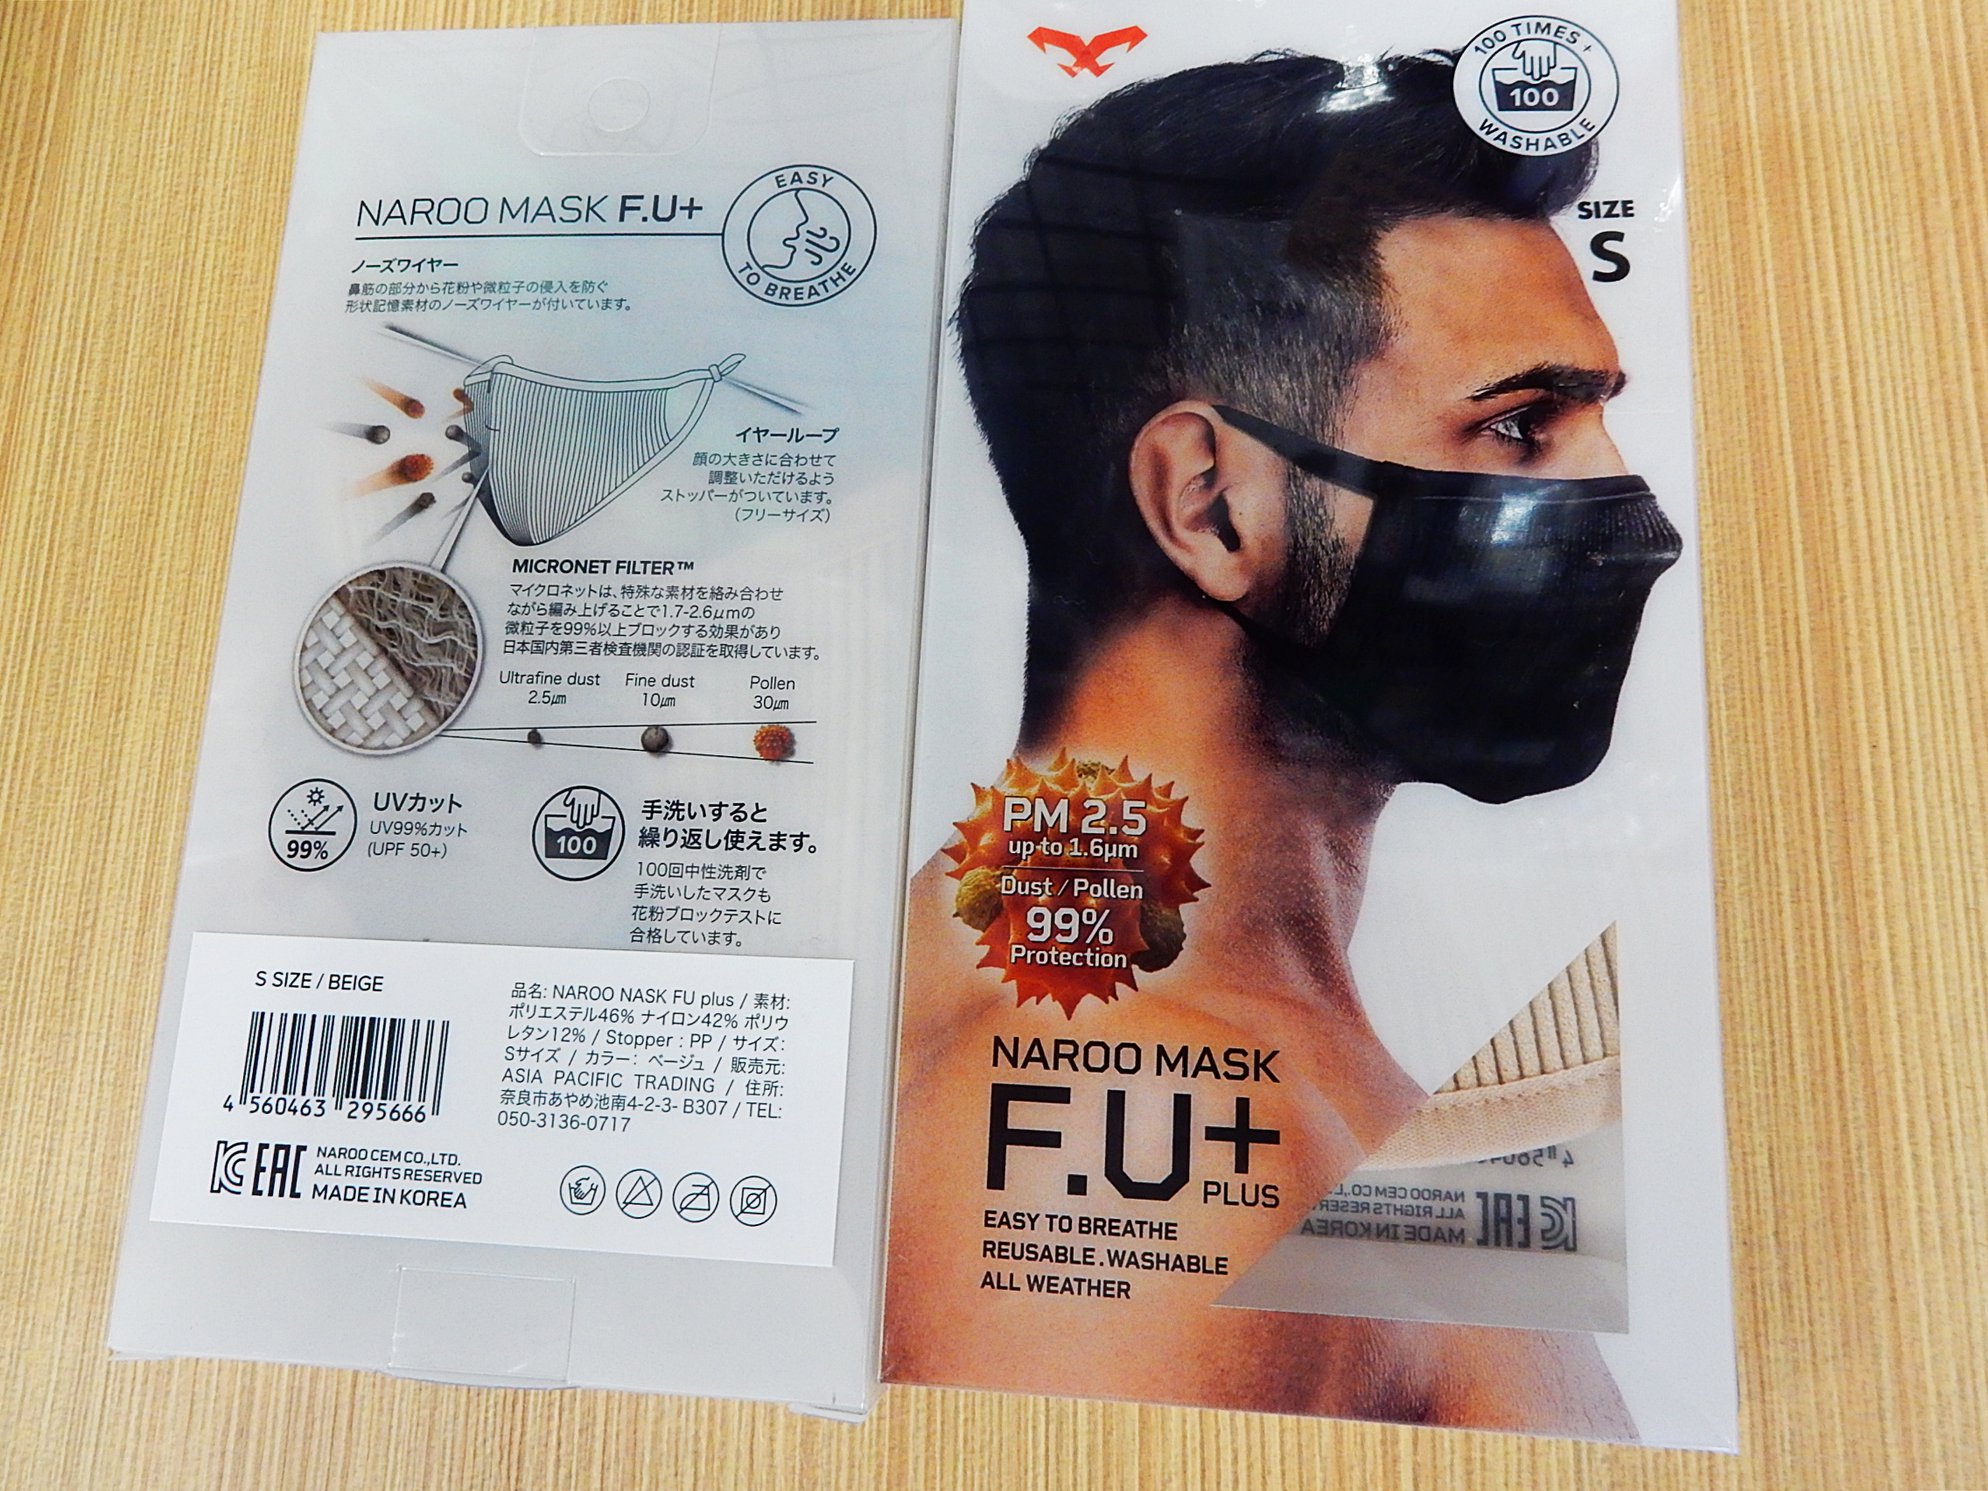 NAROO MASK F.U+
EASY
TO BREATHE
ノーズワイヤー
鼻筋の部分から花粉や微粒子の侵入を防ぐ
形状記憶素材のノーズワイヤーが付いています。
イヤーループ
顔の大きさに合わせて
調整いただけるよう
ストッパーがついています。
(フリーサイズ)
MICRONET FILTER™
マイクロネットは、特殊な素材を絡み合わせ
ながら編み上げることで1.7-2.6μmの
微粒子を99%以上ブロックする効果があり
日本国内第三者検査機関の認証を取得しています。
Ultrafine dust Fine dust Pollen
2.5㎛ 10㎛ 30㎛
99%
UVカット
UV99%カット
(UPF 50+)
100
手洗いすると
繰り返し使えます。
100回中性洗剤で
手洗いしたマスクも
花粉ブロックテストに
合格しています。
S SIZE / BEIGE
4 560463 295666
品名: NAROO NASK FU plus / 素材:
ポリエステル46% ナイロン42% ポリウ
レタン12% / Stopper : PP / サイズ:
Sサイズ / カラー: ベージュ / 販売元:
ASIA PACIFIC TRADING / 住所:
奈良市あやめ池南4-2-3- B307 / TEL:
050-3136-0717
EAC
NAROO CEM CO.,LTD.
ALL RIGHTS RESERVED
MADE IN KOREA
100 TIMES +
100
WASHABLE
SIZE
S
PM 2.5
up to 1.6μm
Dust / Pollen
99%
Protection
NAROO MASK
F.U+
PLUS
EASY TO BREATHE
REUSABLE . WASHABLE
ALL WEATHER